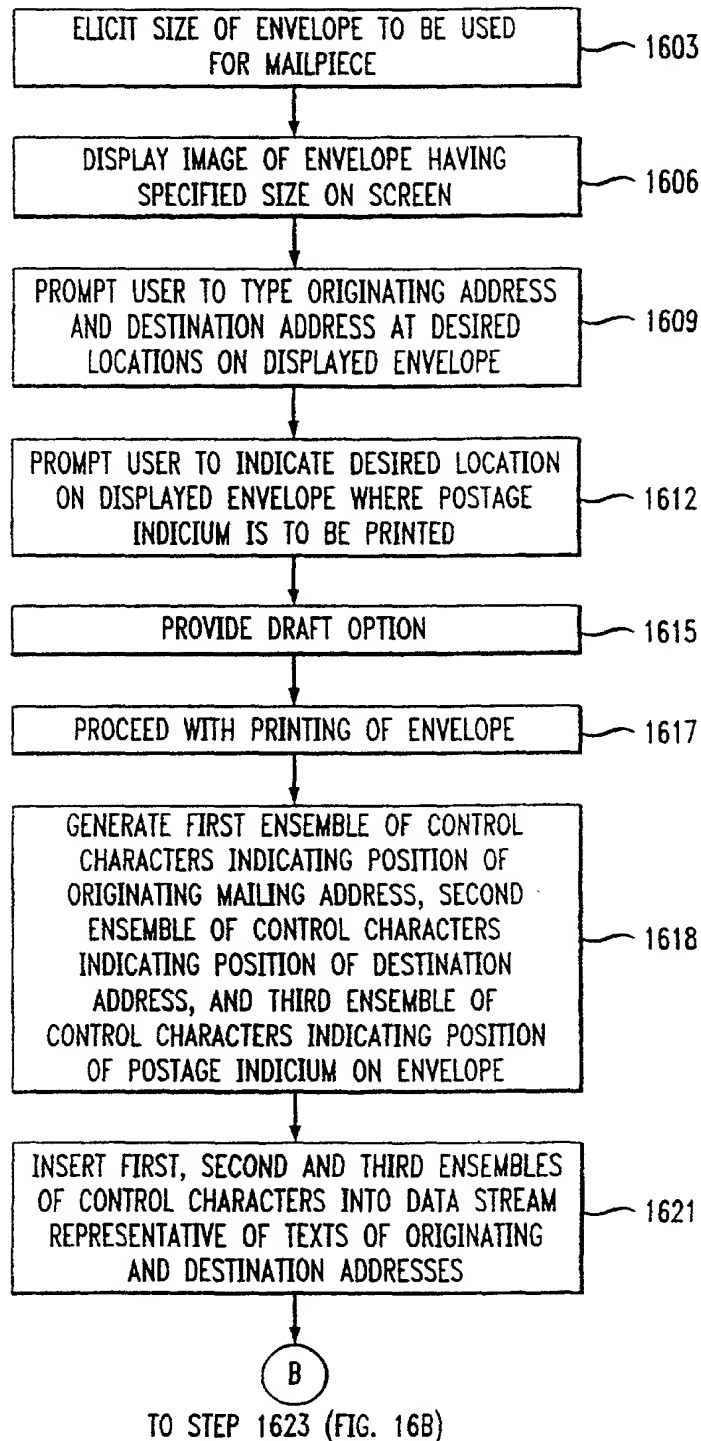 ELICIT SIZE OF ENVELOPE TO BE USED
FOR MAILPIECE
1603
DISPLAY IMAGE OF ENVELOPE HAVING
SPECIFIED SIZE ON SCREEN
1606
PROMPT USER TO TYPE ORIGINATING ADDRESS
AND DESTINATION ADDRESS AT DESIRED
LOCATIONS ON DISPLAYED ENVELOPE
1609
PROMPT USER TO INDICATE DESIRED LOCATION
ON DISPLAYED ENVELOPE WHERE POSTAGE
INDICIUM IS TO BE PRINTED
1612
PROVIDE DRAFT OPTION
1615
PROCEED WITH PRINTING OF ENVELOPE
1617
GENERATE FIRST ENSEMBLE OF CONTROL
CHARACTERS INDICATING POSITION OF
ORIGINATING MAILING ADDRESS, SECOND
ENSEMBLE OF CONTROL CHARACTERS
INDICATING POSITION OF DESTINATION
ADDRESS, AND THIRD ENSEMBLE OF
CONTROL CHARACTERS INDICATING POSITION
OF POSTAGE INDICIUM ON ENVELOPE
1618
INSERT FIRST, SECOND AND THIRD ENSEMBLES
OF CONTROL CHARACTERS INTO DATA STREAM
REPRESENTATIVE OF TEXTS OF ORIGINATING
AND DESTINATION ADDRESSES
1621
B
TO STEP 1623 (FIG. 16B)